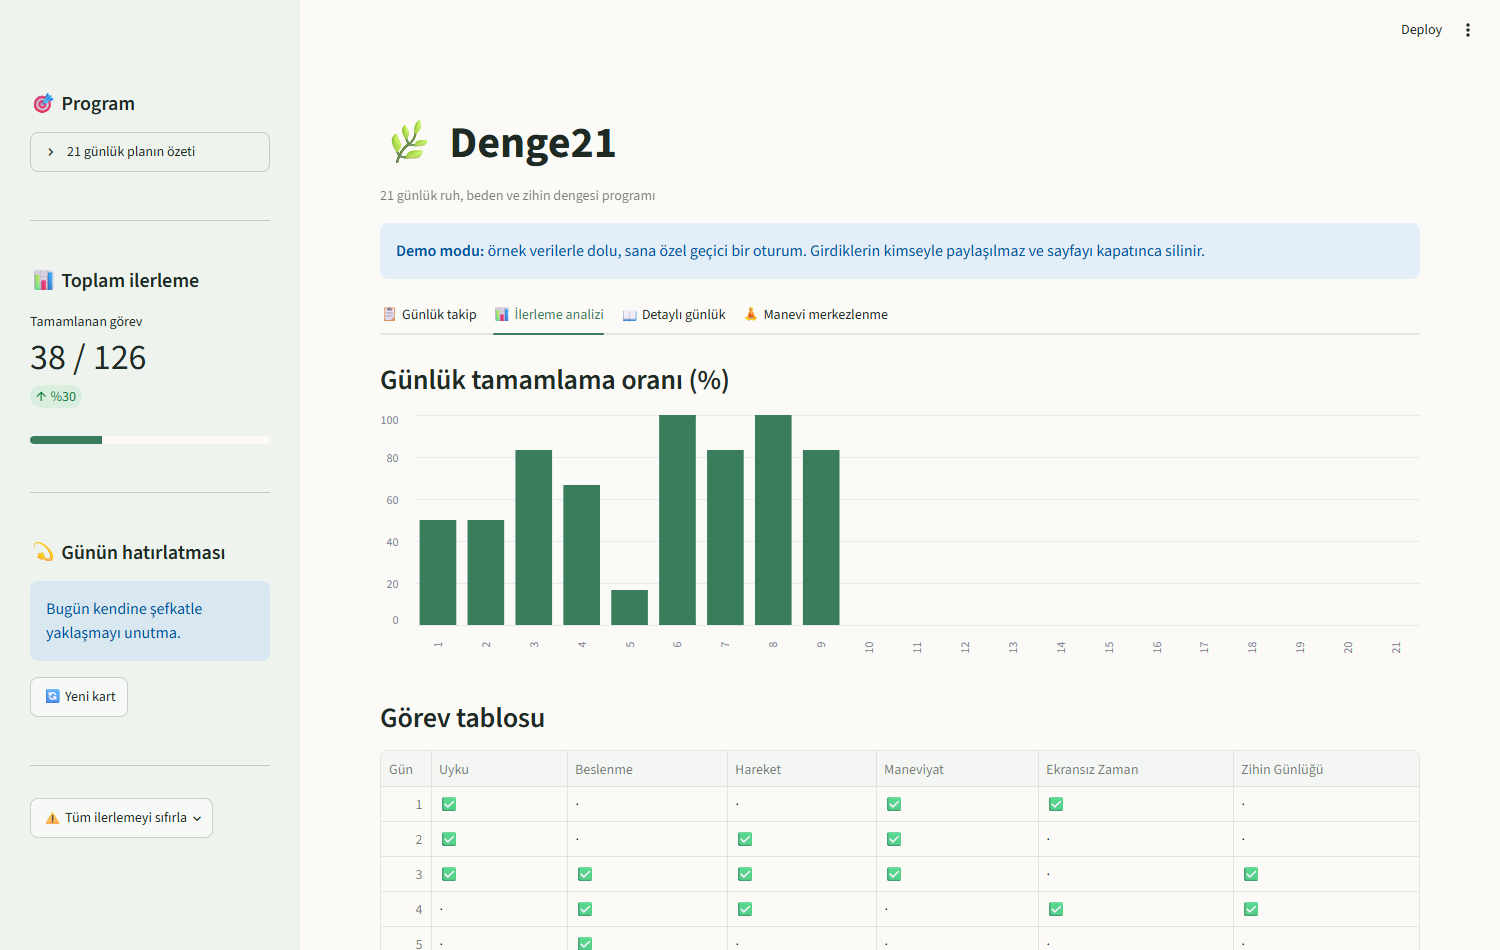 Deploy
Program
21 günlük planın özeti
Toplam ilerleme
Tamamlanan görev
38 / 126
↑ %30
Günün hatırlatması
Bugün kendine şefkatle
yaklaşmayı unutma.
Yeni kart
Tüm ilerlemeyi sıfırla
Denge21
21 günlük ruh, beden ve zihin dengesi programı
Demo modu: örnek verilerle dolu, sana özel geçici bir oturum. Girdiklerin kimseyle paylaşılmaz ve sayfayı kapatınca silinir.
Günlük takip İlerleme analizi Detaylı günlük Manevi merkezlenme
Günlük tamamlama oranı (%)
100
80
60
40
20
0
1 2 3 4 5 6 7 8 9 10 11 12 13 14 15 16 17 18 19 20 21
Görev tablosu
Gün Uyku Beslenme Hareket Maneviyat Ekransız Zaman Zihin Günlüğü
1 ✅ · · ✅ ✅ ·
2 ✅ · ✅ ✅ · ·
3 ✅ ✅ ✅ ✅ · ✅
4 · ✅ ✅ · ✅ ✅
5 · ✅ · · · ·